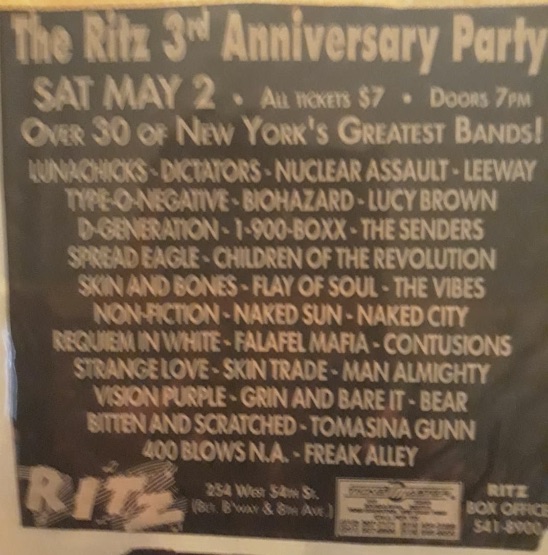 The Ritz 3rd Anniversary Party
SAT MAY 2 • ALL TICKETS $7 • DOORS 7PM
OVER 30 OF NEW YORK'S GREATEST BANDS!
LUNACHICKS - DICTATORS - NUCLEAR ASSAULT - LEEWAY
TYPE-O-NEGATIVE - BIOHAZARD - LUCY BROWN
D-GENERATION - 1-900-BOXX - THE SENDERS
SPREAD EAGLE - CHILDREN OF THE REVOLUTION
SKIN AND BONES - FLAY OF SOUL - THE VIBES
NON-FICTION - NAKED SUN - NAKED CITY
REQUIEM IN WHITE - FALAFEL MAFIA - CONTUSIONS
STRANGE LOVE - SKIN TRADE - MAN ALMIGHTY
VISION PURPLE - GRIN AND BARE IT - BEAR
BITTEN AND SCRATCHED - TOMASINA GUNN
400 BLOWS N.A. - FREAK ALLEY
RITZ
254 WEST 54TH ST.
(BET. B'WAY & 8TH AVE.)
RITZ
BOX OFFICE
541-8900